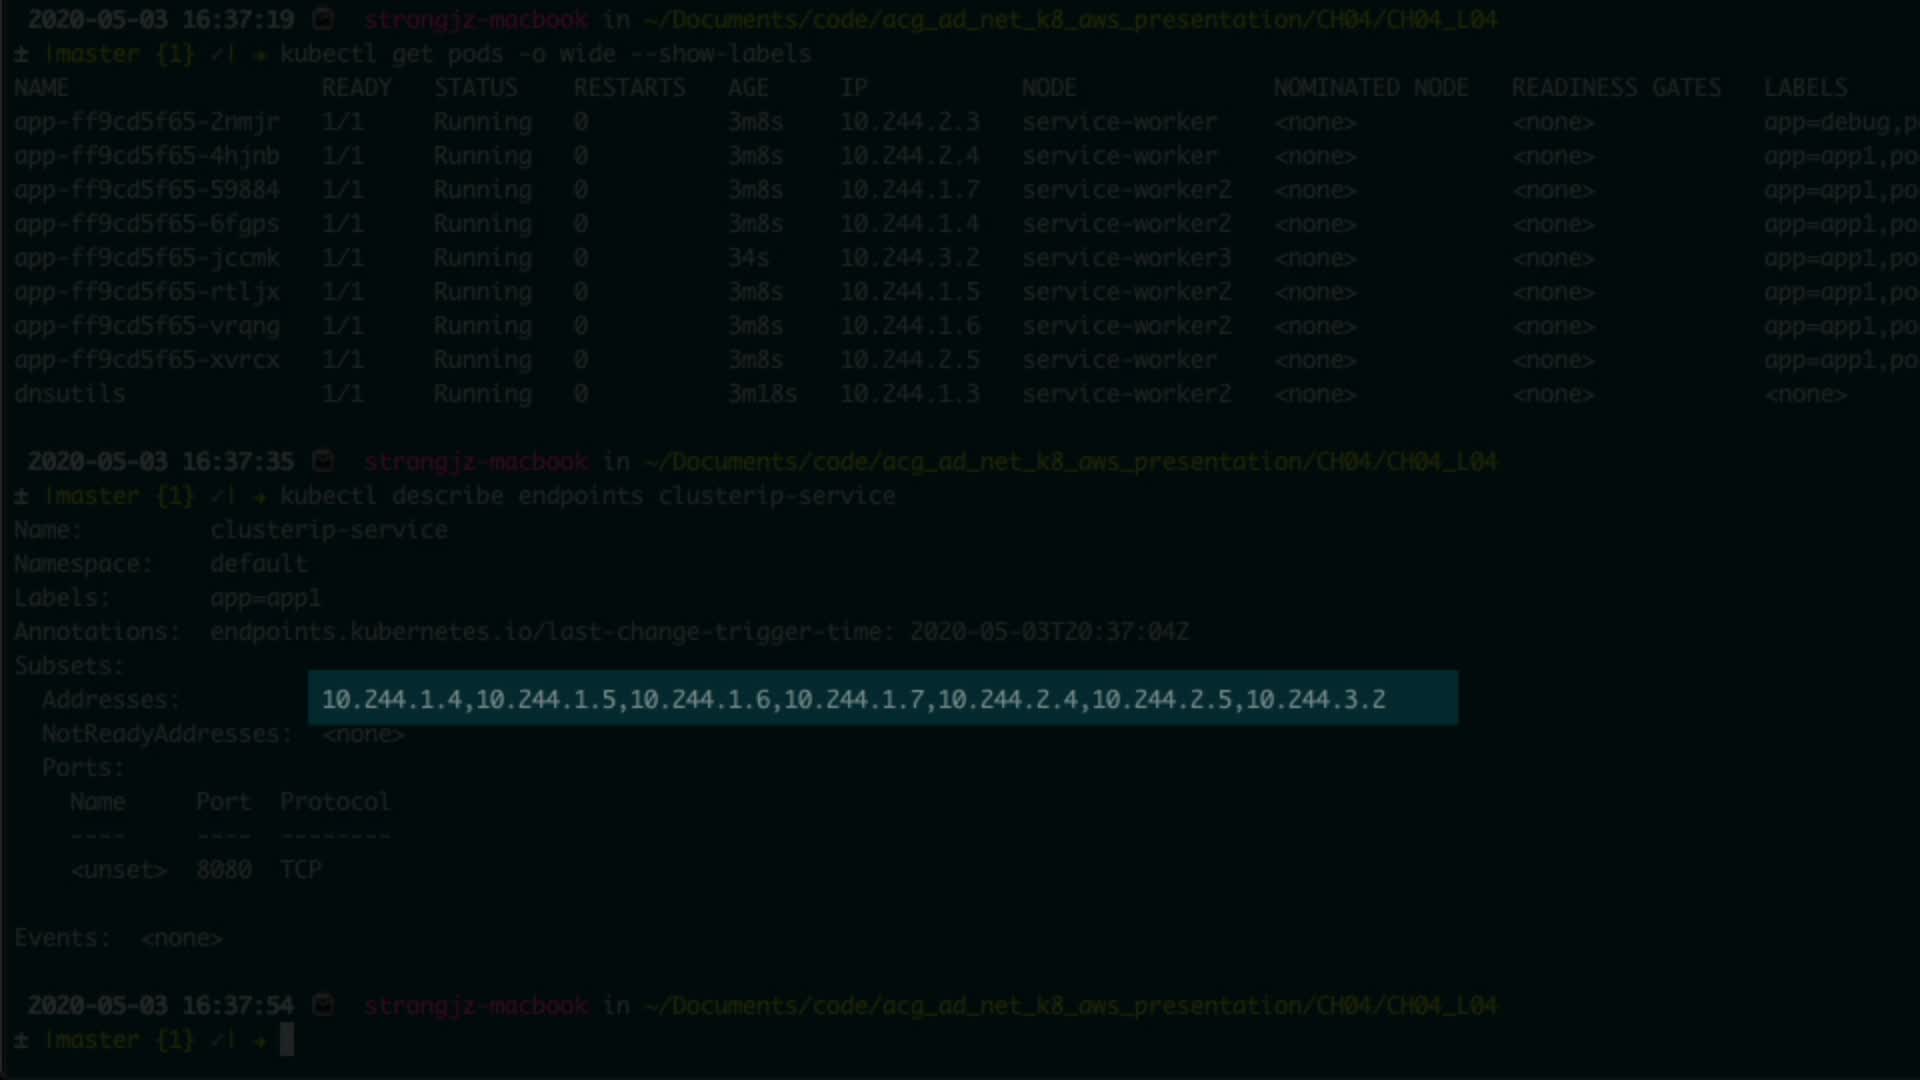 2020-05-03 16:37:19 strongjz-macbook in ~/Documents/code/acg_ad_net_k8_aws_presentation/CH04/CH04_L04
± |master {1} ✓| → kubectl get pods -o wide --show-labels
NAME READY STATUS RESTARTS AGE IP NODE NOMINATED NODE READINESS GATES LABELS
app-ff9cd5f65-2nmjr 1/1 Running 0 3m8s 10.244.2.3 service-worker <none> <none> app=debug,po
app-ff9cd5f65-4hjnb 1/1 Running 0 3m8s 10.244.2.4 service-worker <none> <none> app=app1,po
app-ff9cd5f65-59884 1/1 Running 0 3m8s 10.244.1.7 service-worker2 <none> <none> app=app1,po
app-ff9cd5f65-6fgps 1/1 Running 0 3m8s 10.244.1.4 service-worker2 <none> <none> app=app1,po
app-ff9cd5f65-jccmk 1/1 Running 0 34s 10.244.3.2 service-worker3 <none> <none> app=app1,po
app-ff9cd5f65-rtljx 1/1 Running 0 3m8s 10.244.1.5 service-worker2 <none> <none> app=app1,po
app-ff9cd5f65-vrqng 1/1 Running 0 3m8s 10.244.1.6 service-worker2 <none> <none> app=app1,po
app-ff9cd5f65-xvrcx 1/1 Running 0 3m8s 10.244.2.5 service-worker <none> <none> app=app1,po
dnsutils 1/1 Running 0 3m18s 10.244.1.3 service-worker2 <none> <none> <none>
2020-05-03 16:37:35 strongjz-macbook in ~/Documents/code/acg_ad_net_k8_aws_presentation/CH04/CH04_L04
± |master {1} ✓| → kubectl describe endpoints clusterip-service
Name: clusterip-service
Namespace: default
Labels: app=app1
Annotations: endpoints.kubernetes.io/last-change-trigger-time: 2020-05-03T20:37:04Z
Subsets:
Addresses: 10.244.1.4,10.244.1.5,10.244.1.6,10.244.1.7,10.244.2.4,10.244.2.5,10.244.3.2
NotReadyAddresses: <none>
Ports:
Name Port Protocol
---- ---- --------
<unset> 8080 TCP
Events: <none>
2020-05-03 16:37:54 strongjz-macbook in ~/Documents/code/acg_ad_net_k8_aws_presentation/CH04/CH04_L04
± |master {1} ✓| →